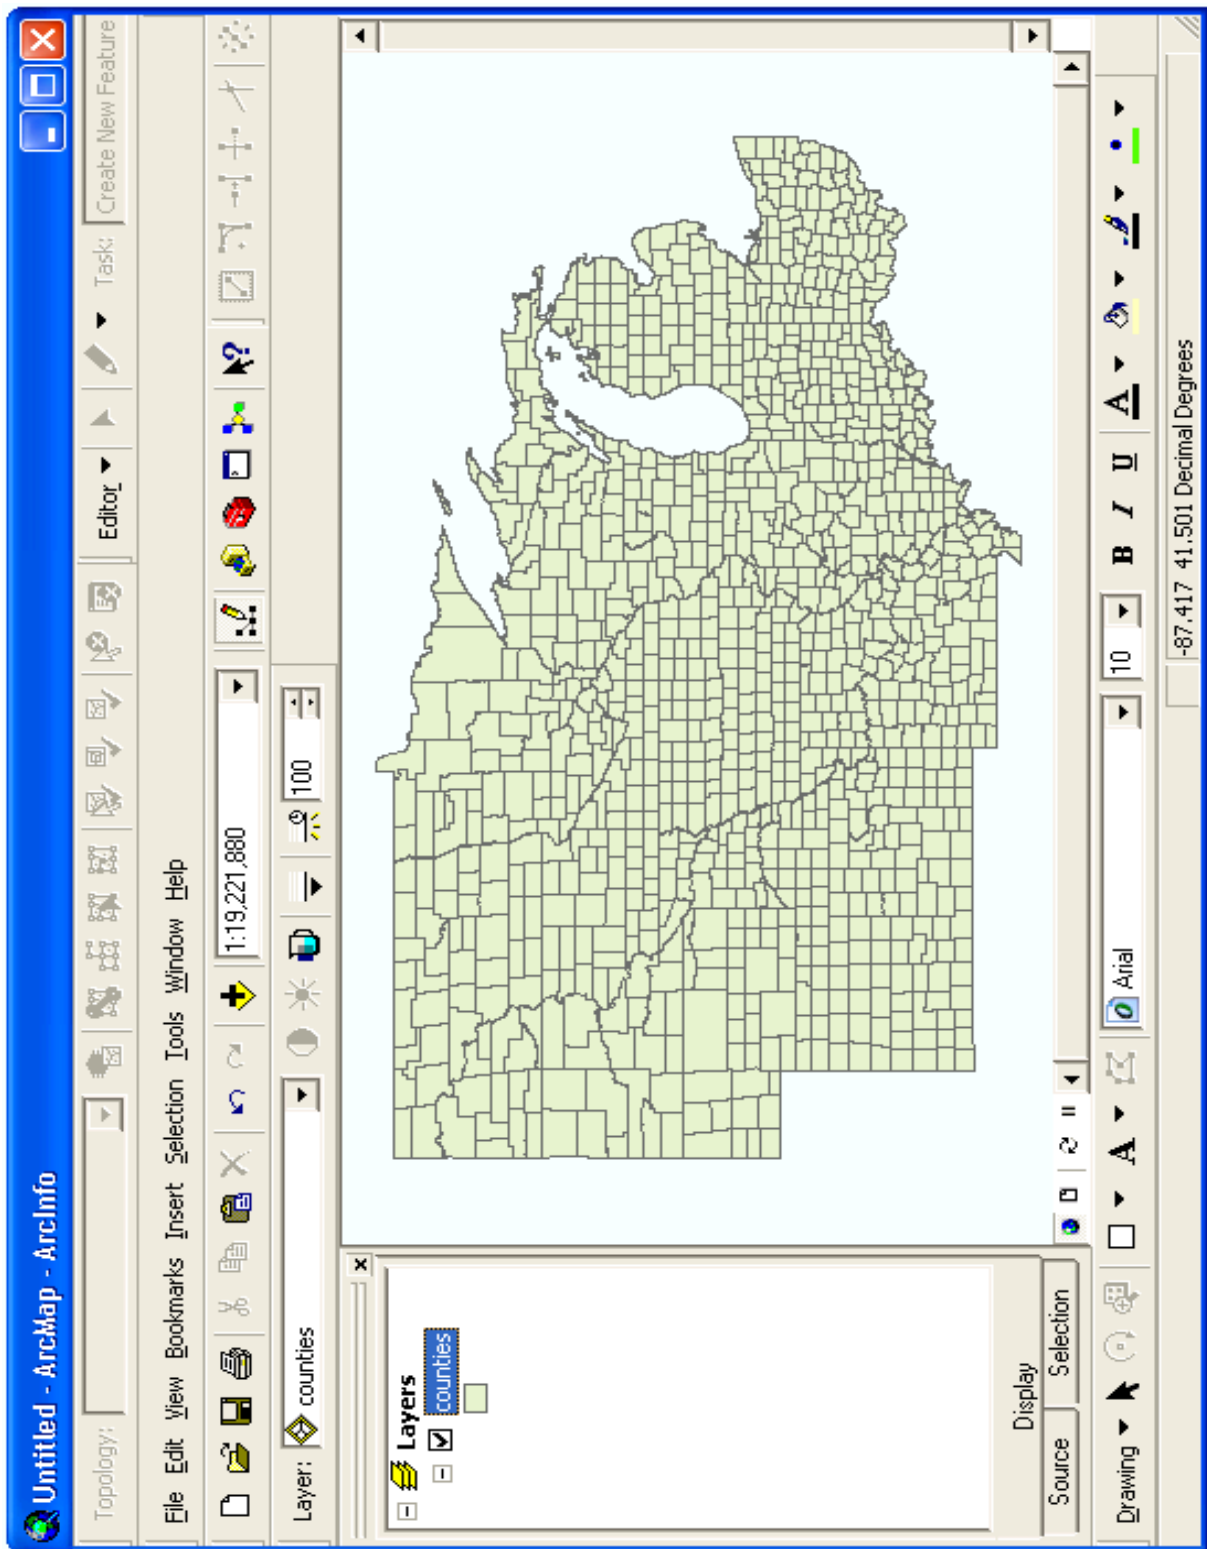 Untitled - ArcMap - ArcInfo
Topology: Editor Task: Create New Feature
File Edit View Bookmarks Insert Selection Tools Window Help
1:19,221,880
Layer: counties 100
Layers
counties
Display
Source Selection
Drawing A Arial 10 B I U A
-87.417 41.501 Decimal Degrees